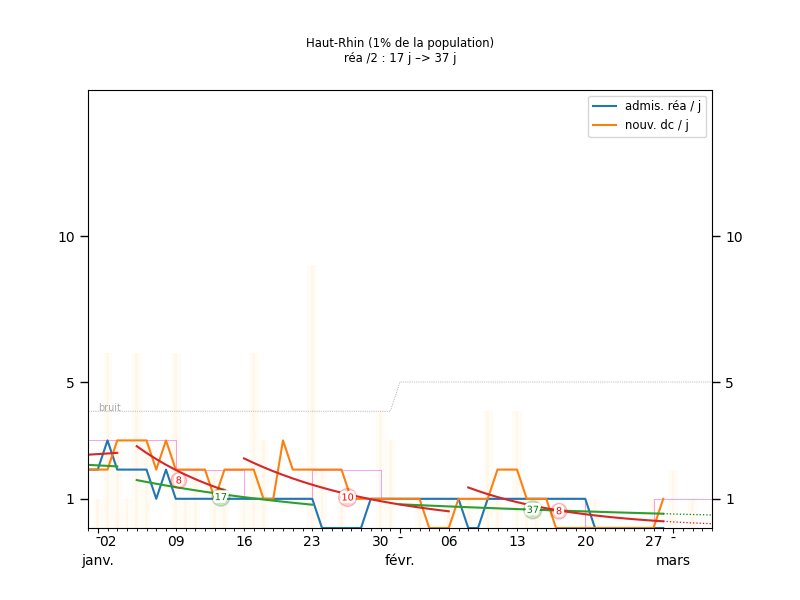 Haut-Rhin (1% de la population)
réa /2 : 17 j –> 37 j
admis. réa / j
nouv. dc / j
10 10
5 5
bruit
8
17
10
37
8
1 1
02 09 16 23 30 - 06 13 20 27 -
janv. févr. mars